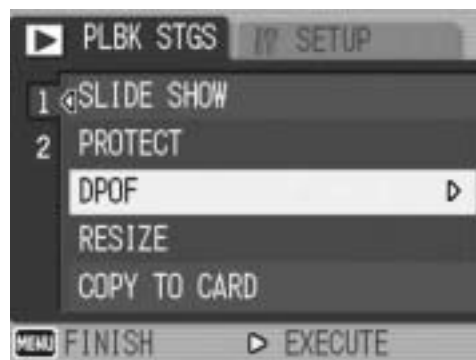 PLBK STGS SETUP
1 SLIDE SHOW
2 PROTECT
DPOF
RESIZE
COPY TO CARD
MENU FINISH EXECUTE